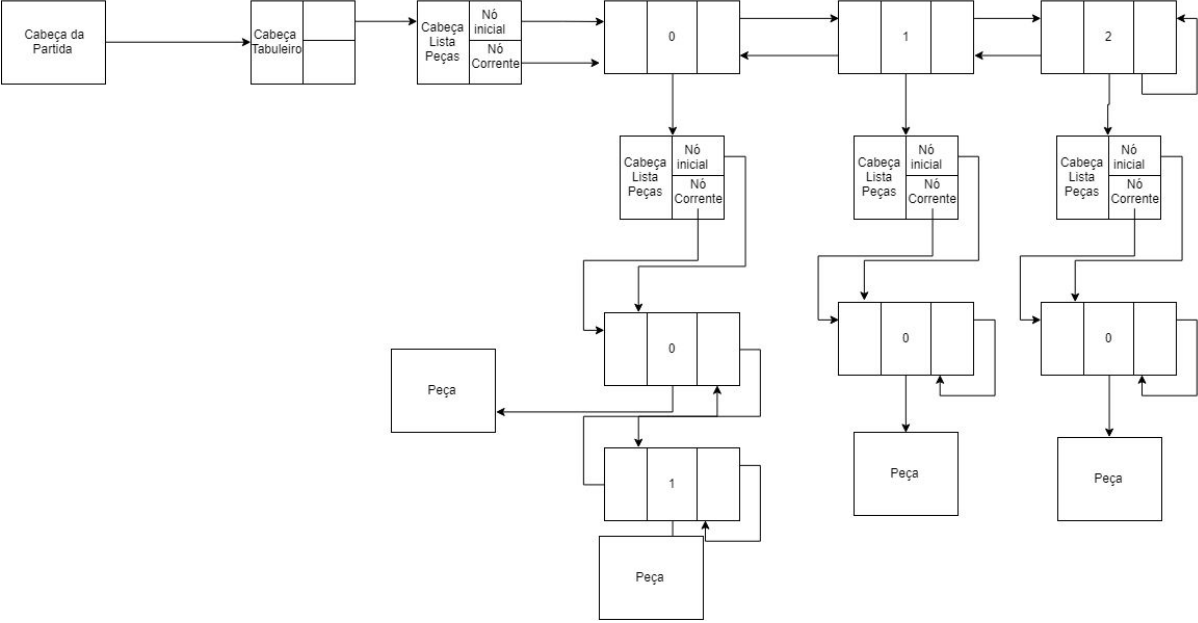 Cabeça da
Partida
Cabeça
Tabuleiro
Cabeça
Lista
Peças
Nó
inicial
Nó
Corrente
0
1
2
Cabeça
Lista
Peças
Nó
inicial
Nó
Corrente
Cabeça
Lista
Peças
Nó
inicial
Nó
Corrente
Cabeça
Lista
Peças
Nó
inicial
Nó
Corrente
0
0
0
Peça
Peça
Peça
1
Peça